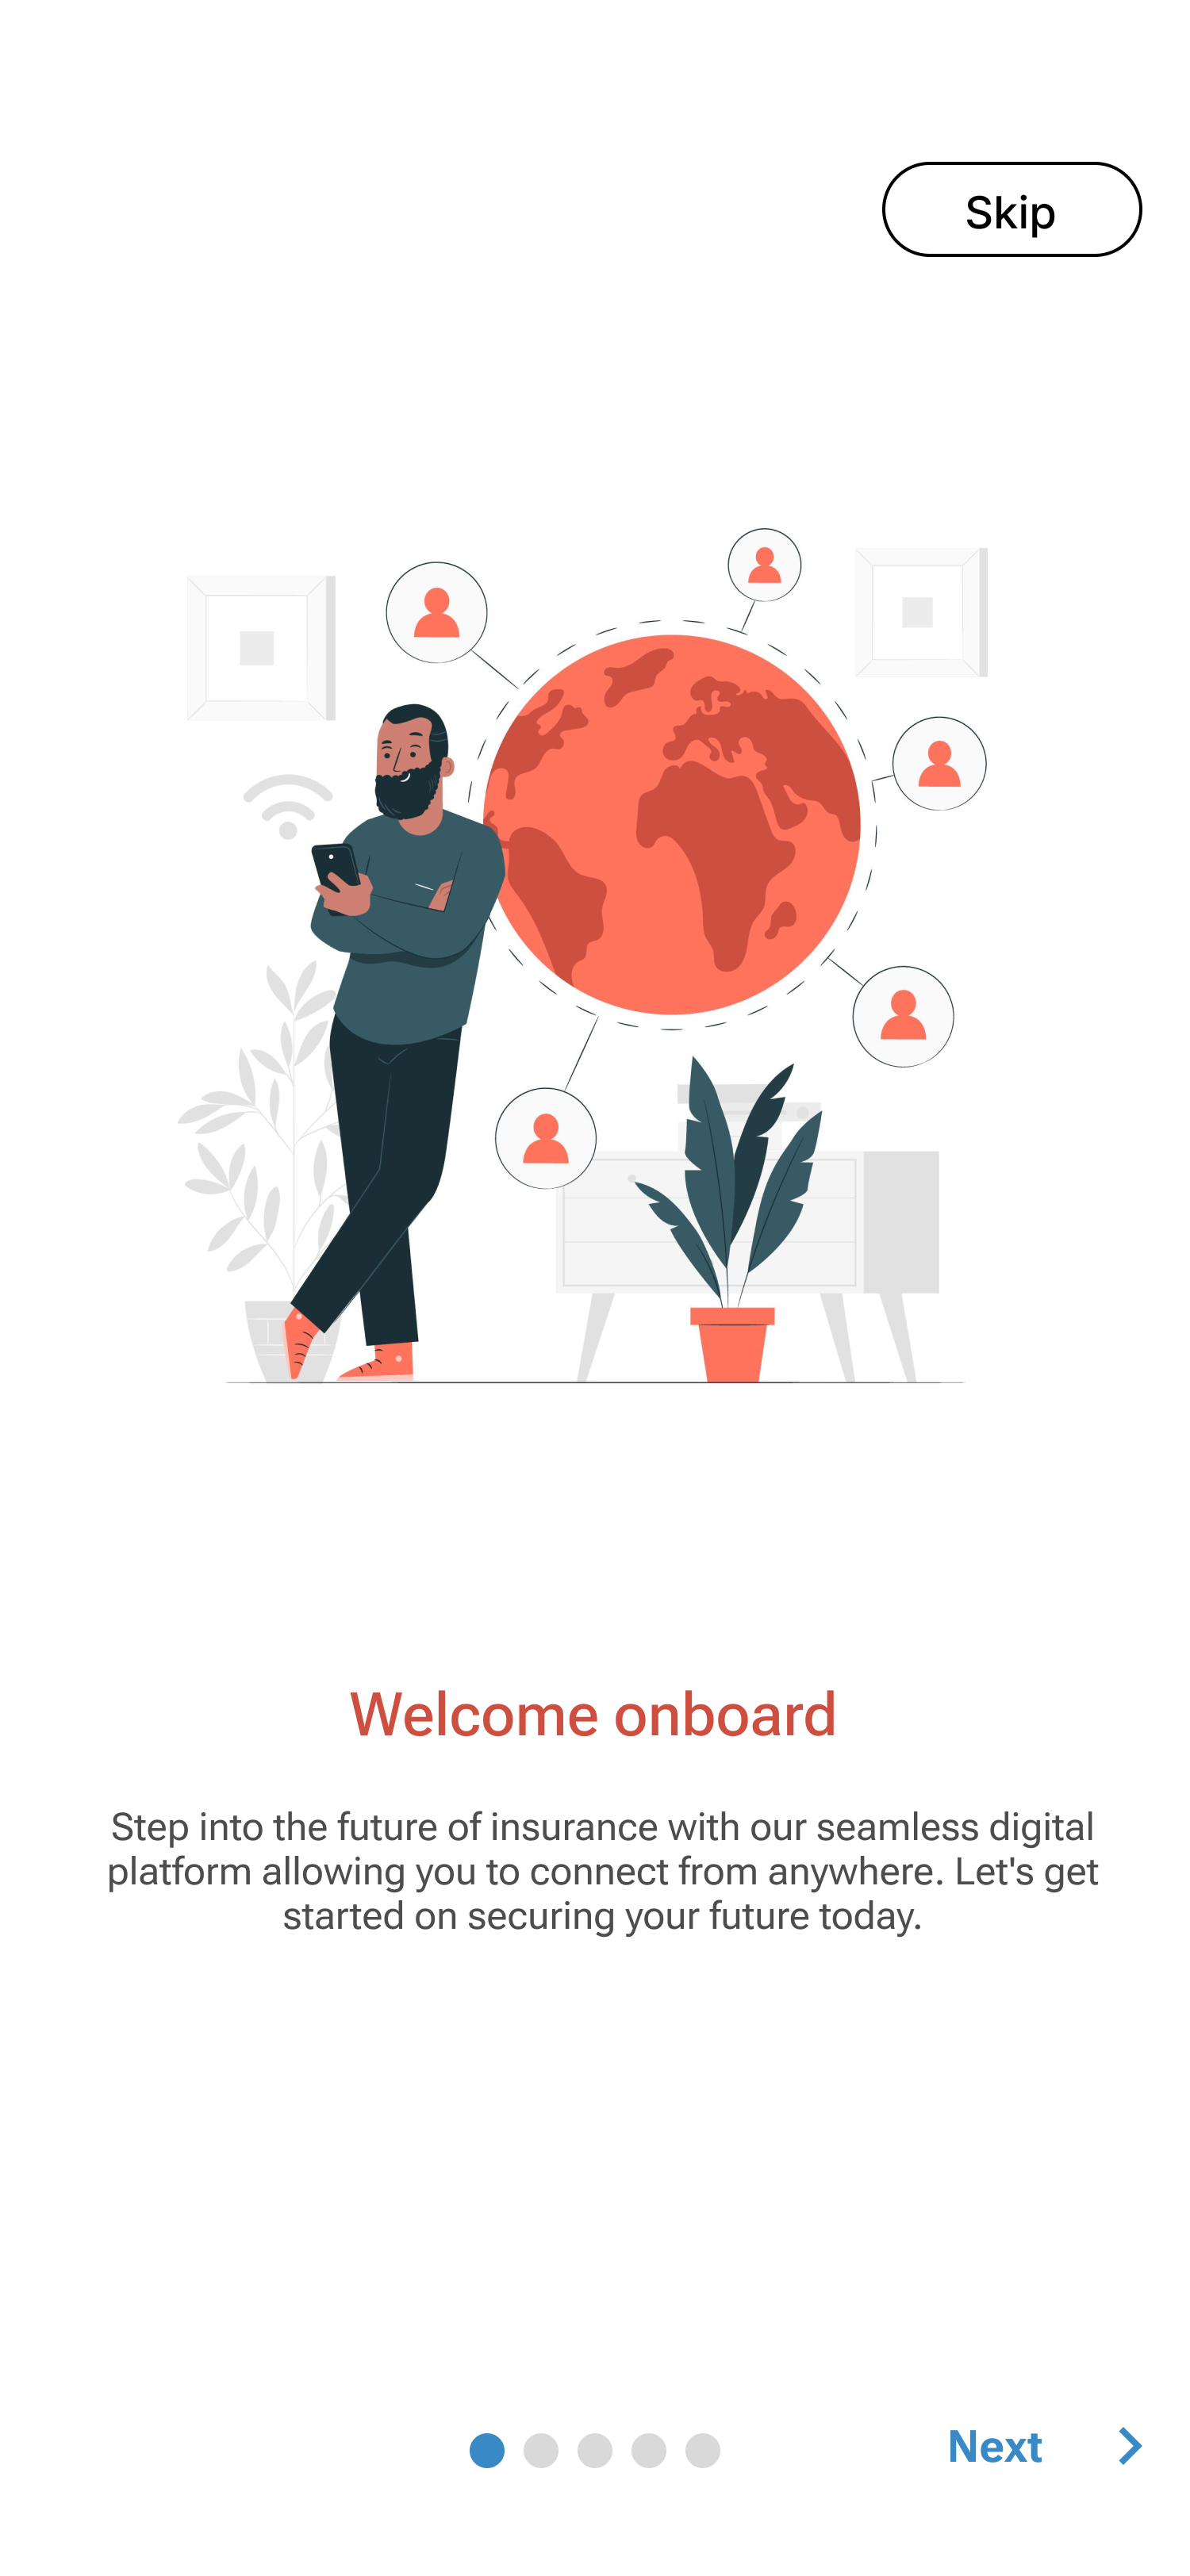 Skip
Welcome onboard
Step into the future of insurance with our seamless digital
platform allowing you to connect from anywhere. Let's get
started on securing your future today.
Next